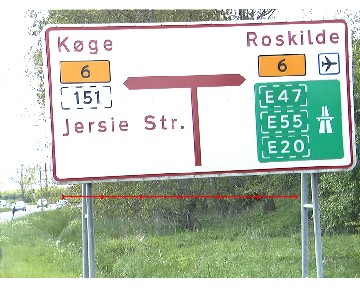 Køge
6
151
Jersie Str.
Roskilde
6
E47
E55
E20